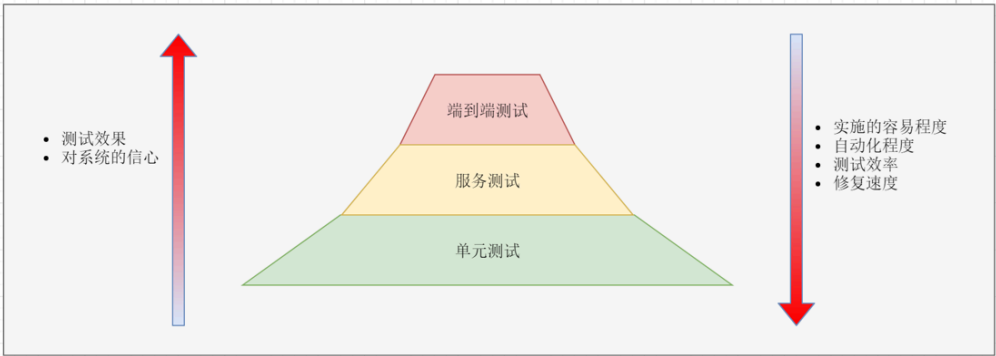 测试效果
对系统的信心
端到端测试
服务测试
单元测试
实施的容易程度
自动化程度
测试效率
修复速度